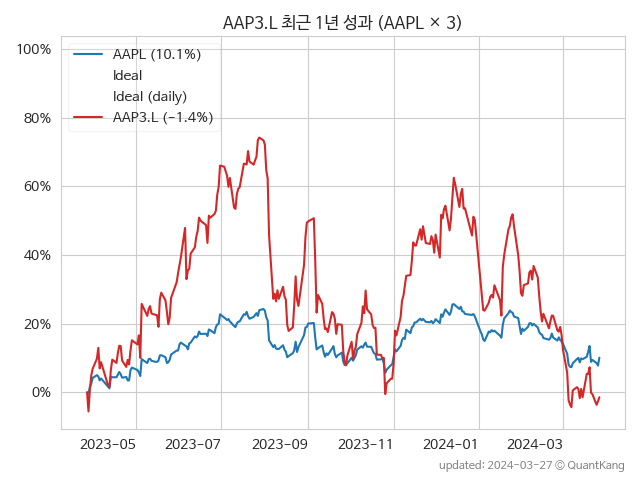 AAP3.L 최근 1년 성과 (AAPL × 3)
100%
80%
60%
40%
20%
0%
AAPL (10.1%)
Ideal
Ideal (daily)
AAP3.L (−1.4%)
2023−05
2023−07
2023−09
2023−11
2024−01
2024−03
updated: 2024-03-27 © QuantKang